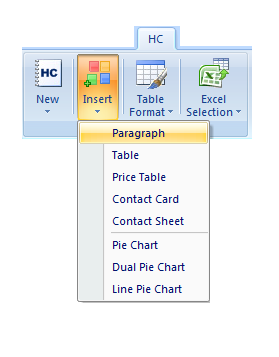 HC
HC
New
Insert
Table
Format
Excel
Selection
Paragraph
Table
Price Table
Contact Card
Contact Sheet
Pie Chart
Dual Pie Chart
Line Pie Chart